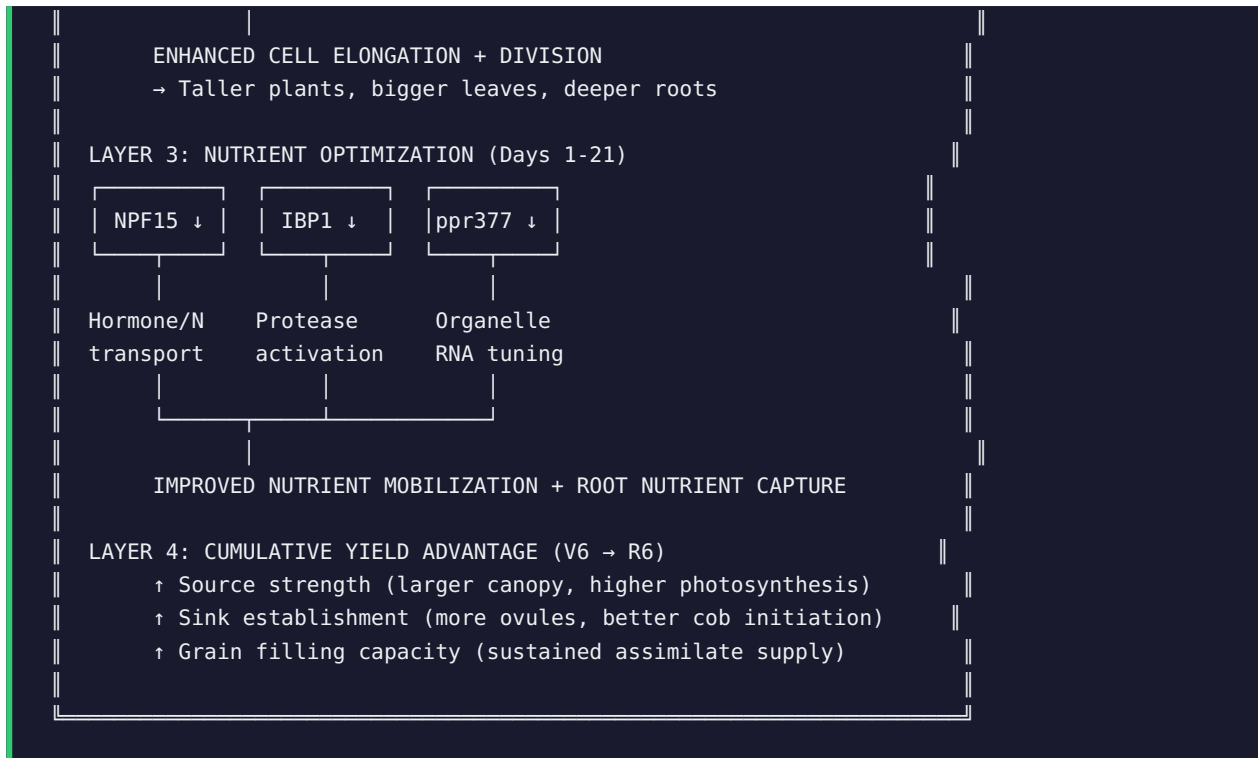 ENHANCED CELL ELONGATION + DIVISION
→ Taller plants, bigger leaves, deeper roots
LAYER 3: NUTRIENT OPTIMIZATION (Days 1-21)
NPF15 ↓ IBP1 ↓ ppr377 ↓
Hormone/N Protease Organelle
transport activation RNA tuning
IMPROVED NUTRIENT MOBILIZATION + ROOT NUTRIENT CAPTURE
LAYER 4: CUMULATIVE YIELD ADVANTAGE (V6 → R6)
↑ Source strength (larger canopy, higher photosynthesis)
↑ Sink establishment (more ovules, better cob initiation)
↑ Grain filling capacity (sustained assimilate supply)